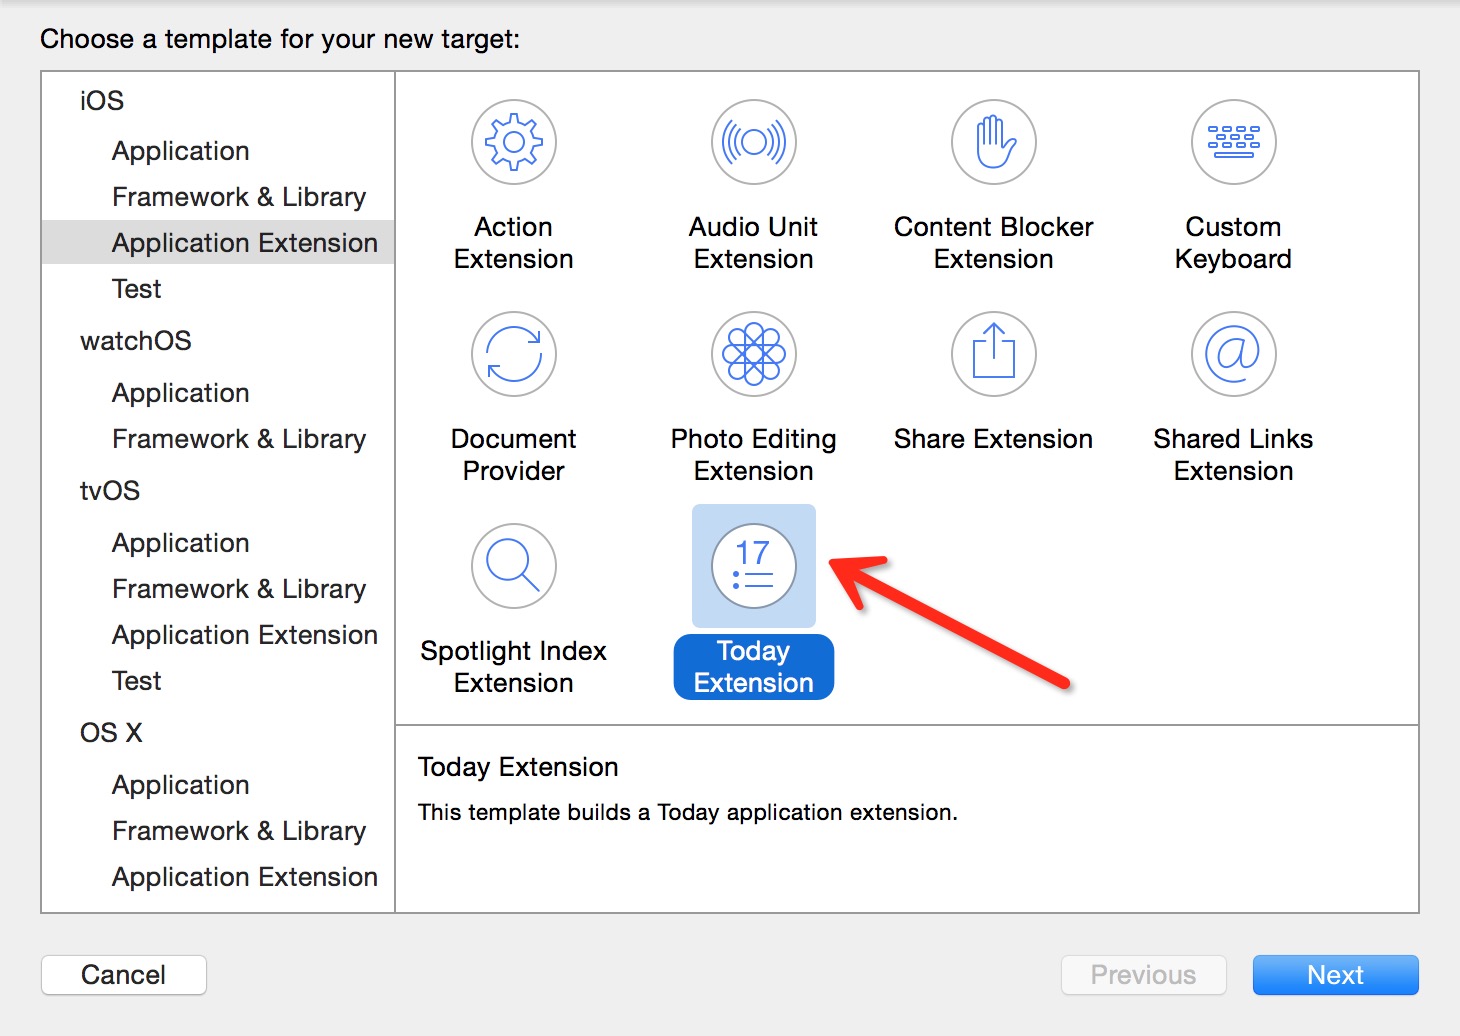 Choose a template for your new target:
iOS
Application
Framework & Library
Application Extension
Test
watchOS
Application
Framework & Library
tvOS
Application
Framework & Library
Application Extension
Test
OS X
Application
Framework & Library
Application Extension
Action
Extension
Audio Unit
Extension
Content Blocker
Extension
Custom
Keyboard
Document
Provider
Photo Editing
Extension
Share Extension
@
Shared Links
Extension
Spotlight Index
Extension
17
Today
Extension
Today Extension
This template builds a Today application extension.
Cancel
Previous
Next